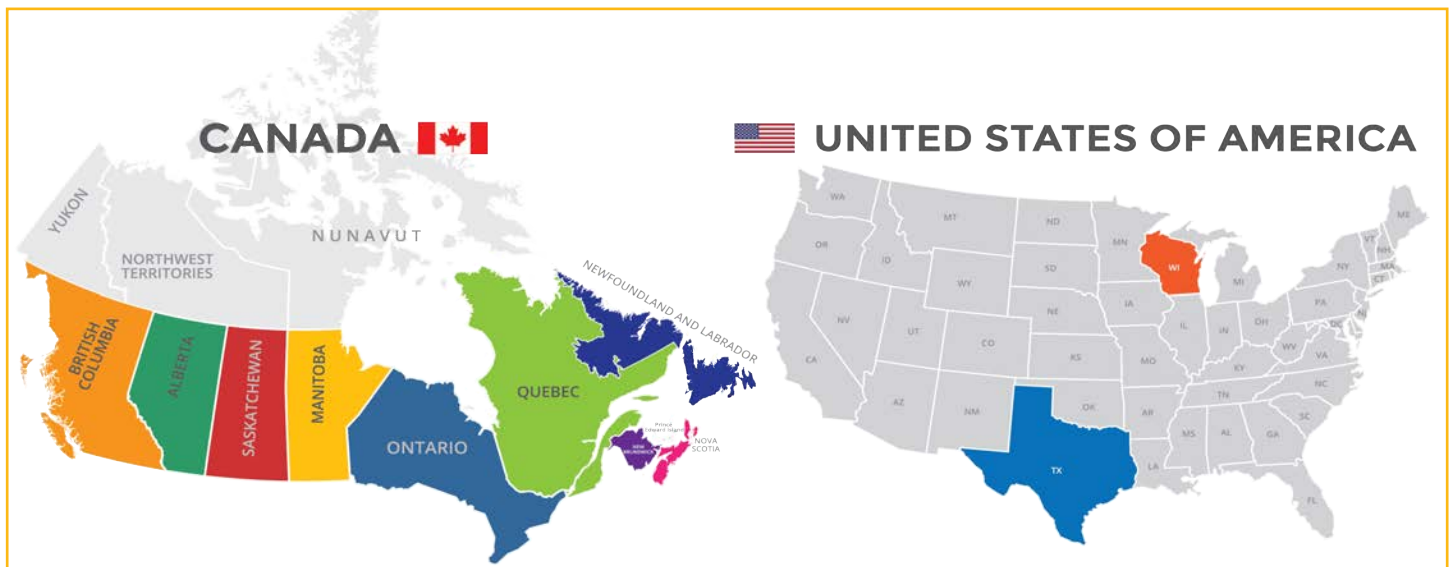 CANADA
UNITED STATES OF AMERICA
YUKON
NORTHWEST
TERRITORIES
NUNAVUT
BRITISH
COLUMBIA
ALBERTA
SASKATCHEWAN
MANITOBA
ONTARIO
QUEBEC
NEWFOUNDLAND AND LABRADOR
Prince
Edward Island
NEW
BRUNSWICK
NOVA
SCOTIA
WA
MT
ND
MN
ME
OR
ID
SD
WI
MI
VT
NH
NY
MA
CT
WY
IA
PA
NJ
NE
NV
UT
IL
IN
OH
DC
CO
WV
VA
CA
KS
MO
KY
NC
TN
AZ
NM
OK
AR
SC
MS
AL
GA
TX
LA
FL